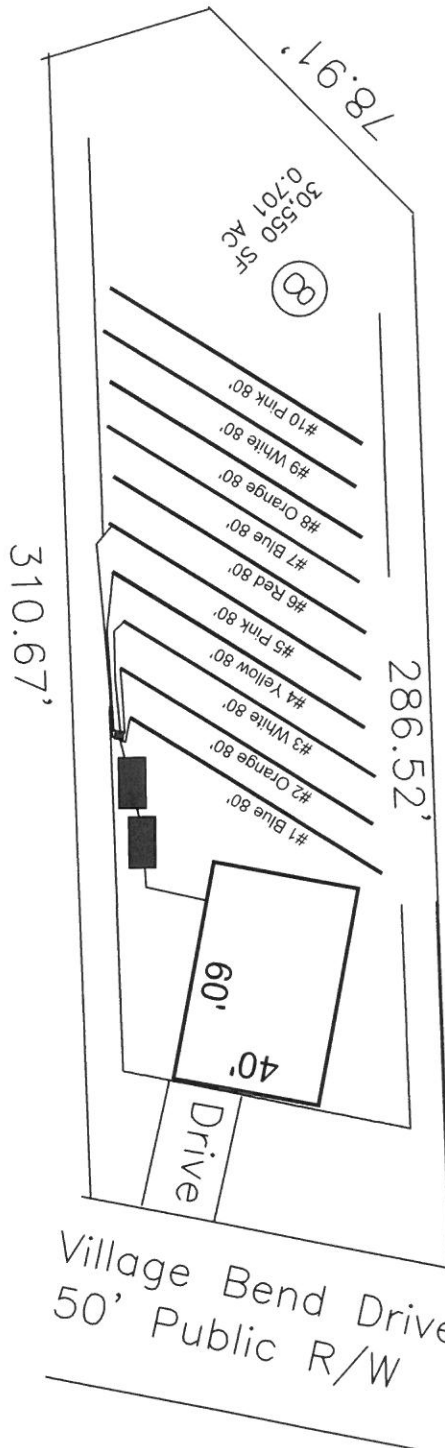 78.91'
30,550 SF
0.701 AC
8
#10 Pink 80'
#9 White 80'
#8 Orange 80'
#7 Blue 80'
#6 Red 80'
#5 Pink 80'
#4 Yellow 80'
#3 White 80'
#2 Orange 80'
#1 Blue 80'
310.67'
286.52'
60'
40'
Drive
Village Bend Drive
50' Public R/W